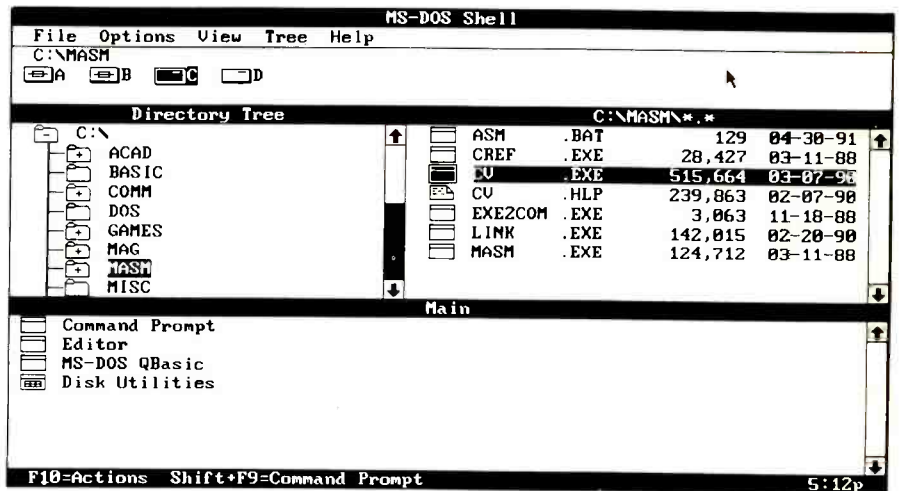 MS-DOS Shell
File Options View Tree Help
C:\MASM
A B C D
Directory Tree
C:\
ACAD
BASIC
COMM
DOS
GAMES
MAG
MASM
MISC
C:\MASM\*.*
ASM .BAT 129 04-30-91
CREF .EXE 28,427 03-11-88
CV .EXE 515,664 03-07-90
CV .HLP 239,863 02-07-90
EXE2COM .EXE 3,063 11-18-88
LINK .EXE 142,015 02-20-90
MASM .EXE 124,712 03-11-88
Main
Command Prompt
Editor
MS-DOS QBasic
Disk Utilities
F10=Actions Shift+F9=Command Prompt
5:12p